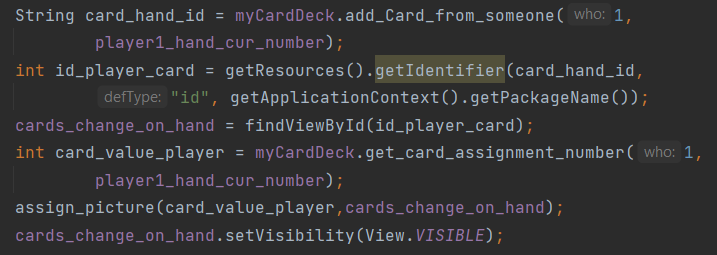 String card_hand_id = myCardDeck.add_Card_from_someone( who: 1,
player1_hand_cur_number);
int id_player_card = getResources().getIdentifier(card_hand_id,
defType: "id", getApplicationContext().getPackageName());
cards_change_on_hand = findViewById(id_player_card);
int card_value_player = myCardDeck.get_card_assignment_number( who: 1,
player1_hand_cur_number);
assign_picture(card_value_player,cards_change_on_hand);
cards_change_on_hand.setVisibility(View.VISIBLE);